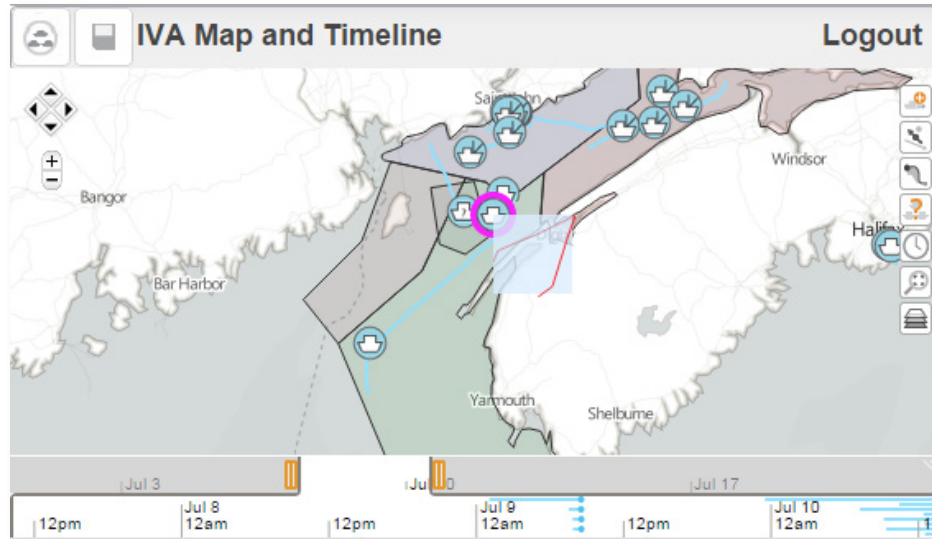 IVA Map and Timeline
Logout
Windsor
Bangor
Halifax
Bar Harbor
Yarmouth
Shelburne
Jul 3
Jul 17
Jul 8
Jul 9
Jul 10
12pm
12am
12pm
12am
12pm
12am